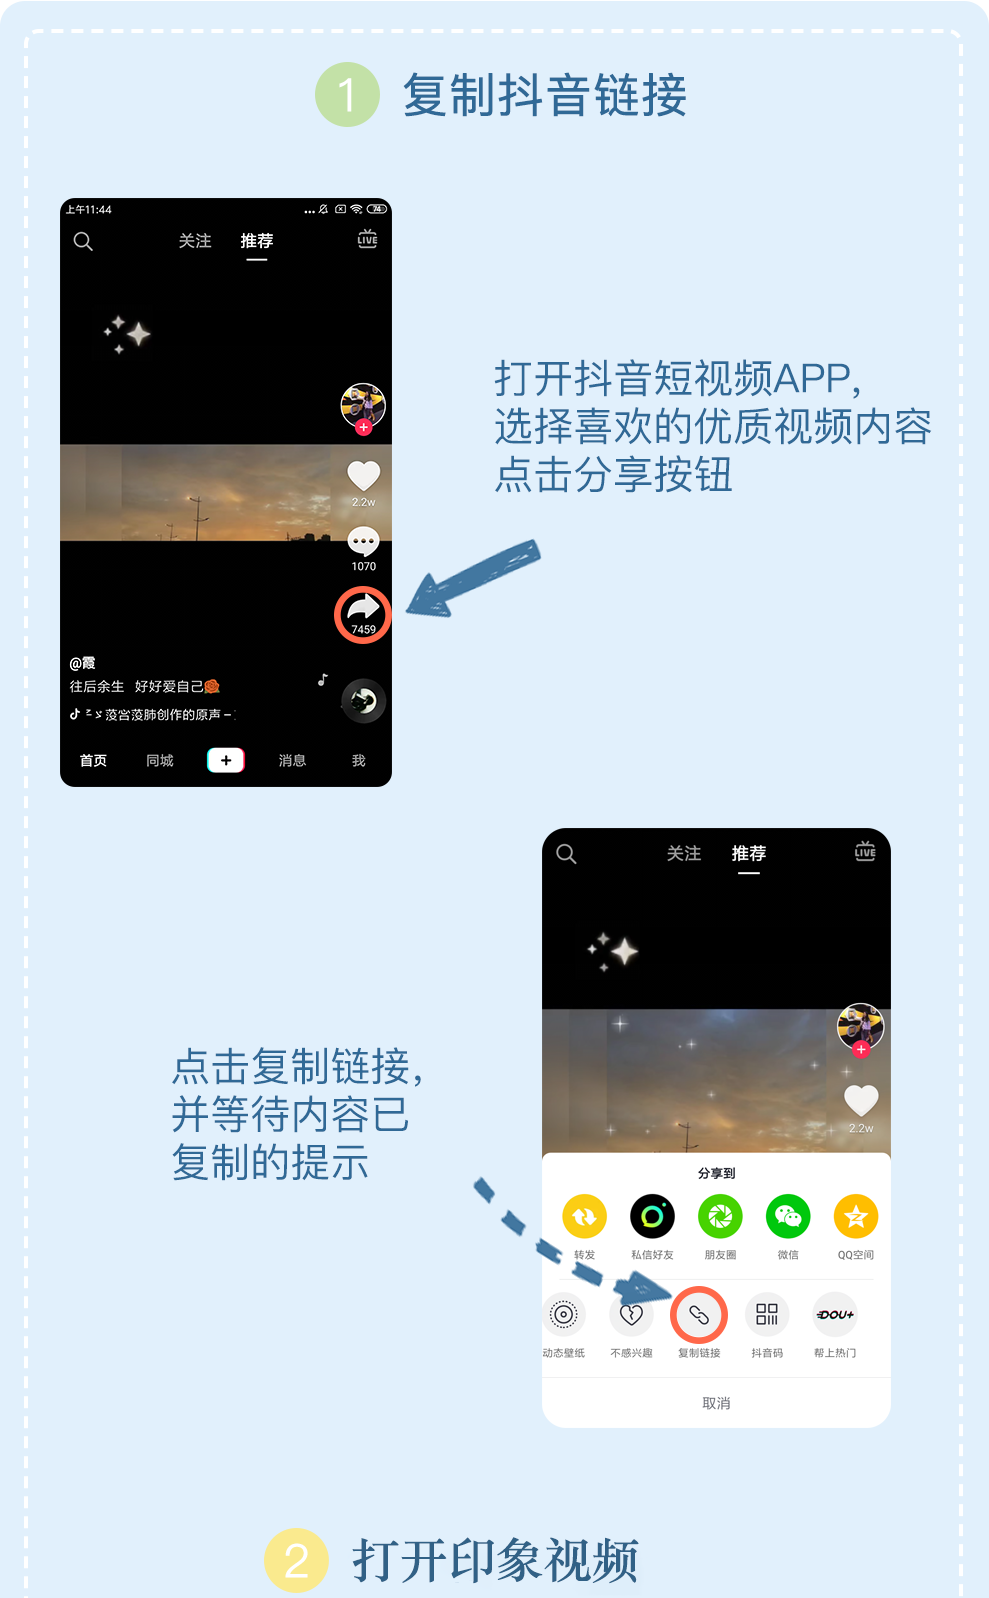 1 复制抖音链接
上午11:44
74
关注 推荐 LIVE
打开抖音短视频APP,
选择喜欢的优质视频内容
点击分享按钮
2.2w
1070
7459
@霞
往后余生 好好爱自己
创作的原声
首页 同城 消息 我
关注 推荐 LIVE
点击复制链接,
并等待内容已
复制的提示
2.2w
分享到
转发 私信好友 朋友圈 微信 QQ空间
DOU+
动态壁纸 不感兴趣 复制链接 抖音码 帮上热门
取消
2 打开印象视频